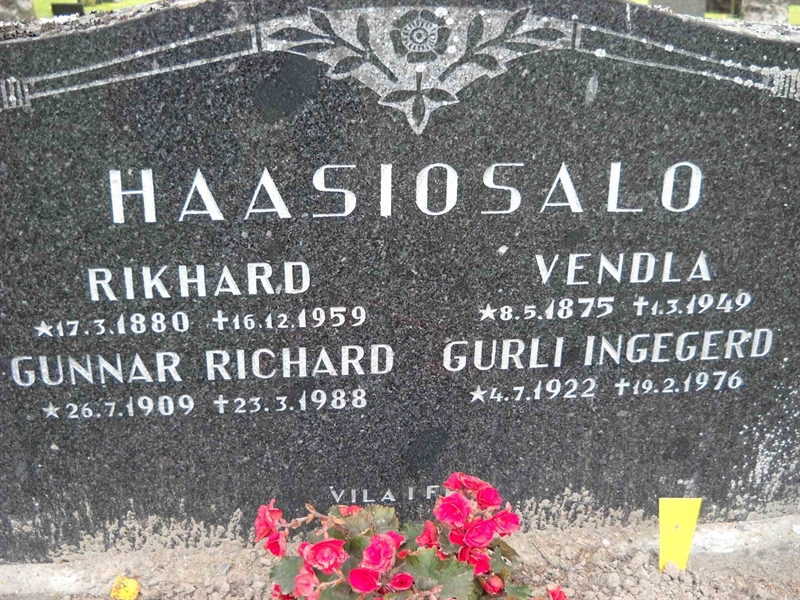 HAASIOSALO
RIKHARD
★17.3.1880 ✝16.12.1959
VENDLA
★8.5.1875 ✝1.3.1949
GUNNAR RICHARD
★26.7.1909 ✝23.3.1988
GURLI INGEGERD
★4.7.1922 ✝19.2.1976
VILA I